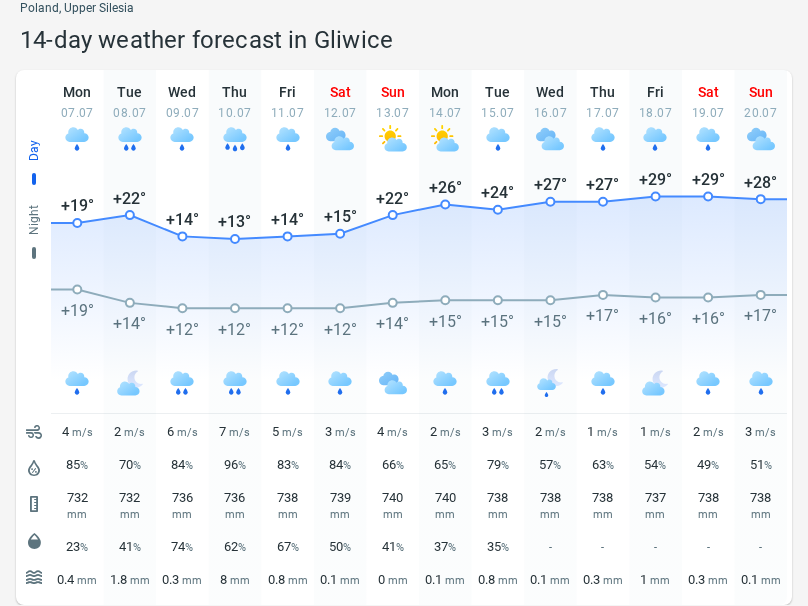 Poland, Upper Silesia
14-day weather forecast in Gliwice
Mon Tue Wed Thu Fri Sat Sun Mon Tue Wed Thu Fri Sat Sun
07.07 08.07 09.07 10.07 11.07 12.07 13.07 14.07 15.07 16.07 17.07 18.07 19.07 20.07
Day
+19° +22° +14° +13° +14° +15° +22° +26° +24° +27° +27° +29° +29° +28°
Night
+19° +14° +12° +12° +12° +12° +14° +15° +15° +15° +17° +16° +16° +17°
4 m/s 2 m/s 6 m/s 7 m/s 5 m/s 3 m/s 4 m/s 2 m/s 3 m/s 2 m/s 1 m/s 1 m/s 2 m/s 3 m/s
85% 70% 84% 96% 83% 84% 66% 65% 79% 57% 63% 54% 49% 51%
732 732 736 736 738 739 740 740 738 738 738 737 738 738
mm mm mm mm mm mm mm mm mm mm mm mm mm mm
23% 41% 74% 62% 67% 50% 41% 37% 35% - - - - -
0.4 mm 1.8 mm 0.3 mm 8 mm 0.8 mm 0.1 mm 0 mm 0.1 mm 0.8 mm 0.1 mm 0.3 mm 1 mm 0.3 mm 0.1 mm